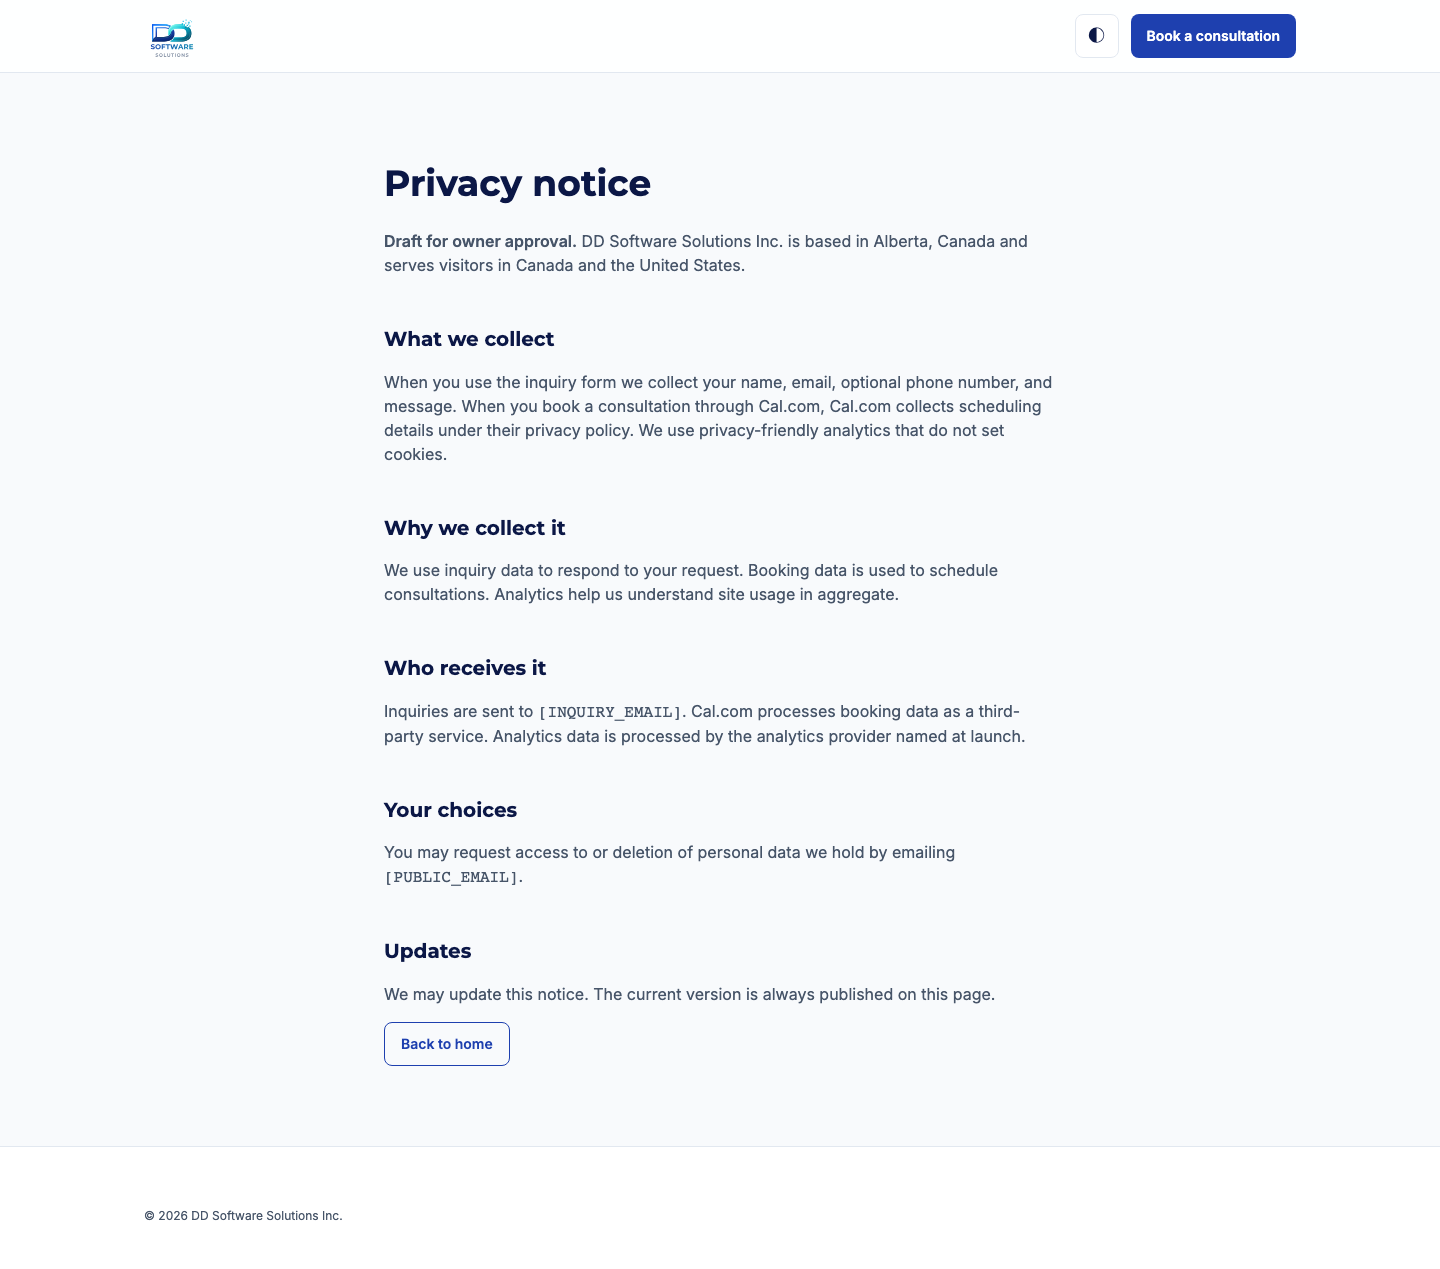 DD
SOFTWARE
SOLUTIONS
Book a consultation
Privacy notice
Draft for owner approval. DD Software Solutions Inc. is based in Alberta, Canada and
serves visitors in Canada and the United States.
What we collect
When you use the inquiry form we collect your name, email, optional phone number, and
message. When you book a consultation through Cal.com, Cal.com collects scheduling
details under their privacy policy. We use privacy-friendly analytics that do not set
cookies.
Why we collect it
We use inquiry data to respond to your request. Booking data is used to schedule
consultations. Analytics help us understand site usage in aggregate.
Who receives it
Inquiries are sent to [INQUIRY_EMAIL]. Cal.com processes booking data as a third-
party service. Analytics data is processed by the analytics provider named at launch.
Your choices
You may request access to or deletion of personal data we hold by emailing
[PUBLIC_EMAIL].
Updates
We may update this notice. The current version is always published on this page.
Back to home
© 2026 DD Software Solutions Inc.